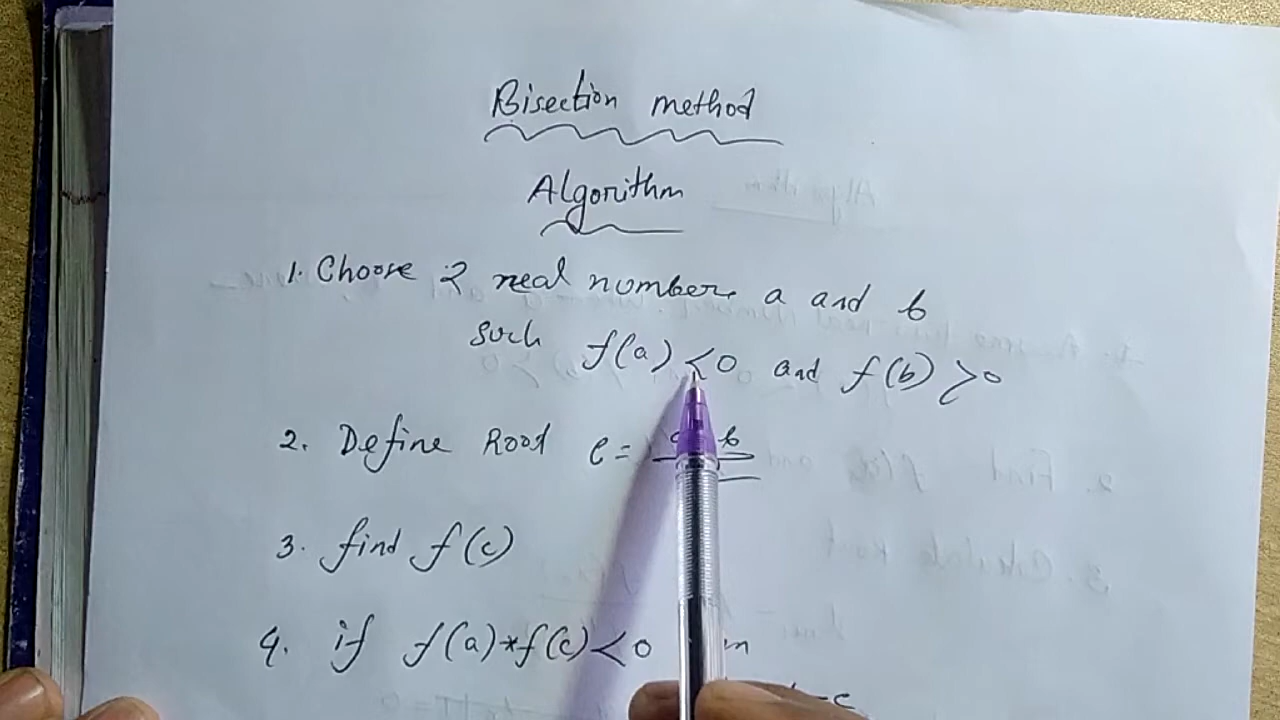 Bisection method
Algorithm
1. Choose 2 real numbers a and b
such f(a) < 0 and f(b) > 0
2. Define Root c = b
3. find f(c)
4. if f(a)*f(c) < 0